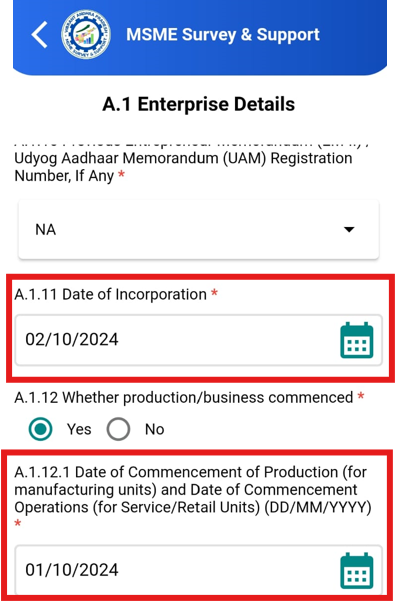 MSME Survey & Support
A.1 Enterprise Details
Udyog Aadhaar Memorandum (UAM) Registration
Number, If Any *
NA
A.1.11 Date of Incorporation *
02/10/2024
A.1.12 Whether production/business commenced *
Yes No
A.1.12.1 Date of Commencement of Production (for
manufacturing units) and Date of Commencement
Operations (for Service/Retail Units) (DD/MM/YYYY)
*
01/10/2024